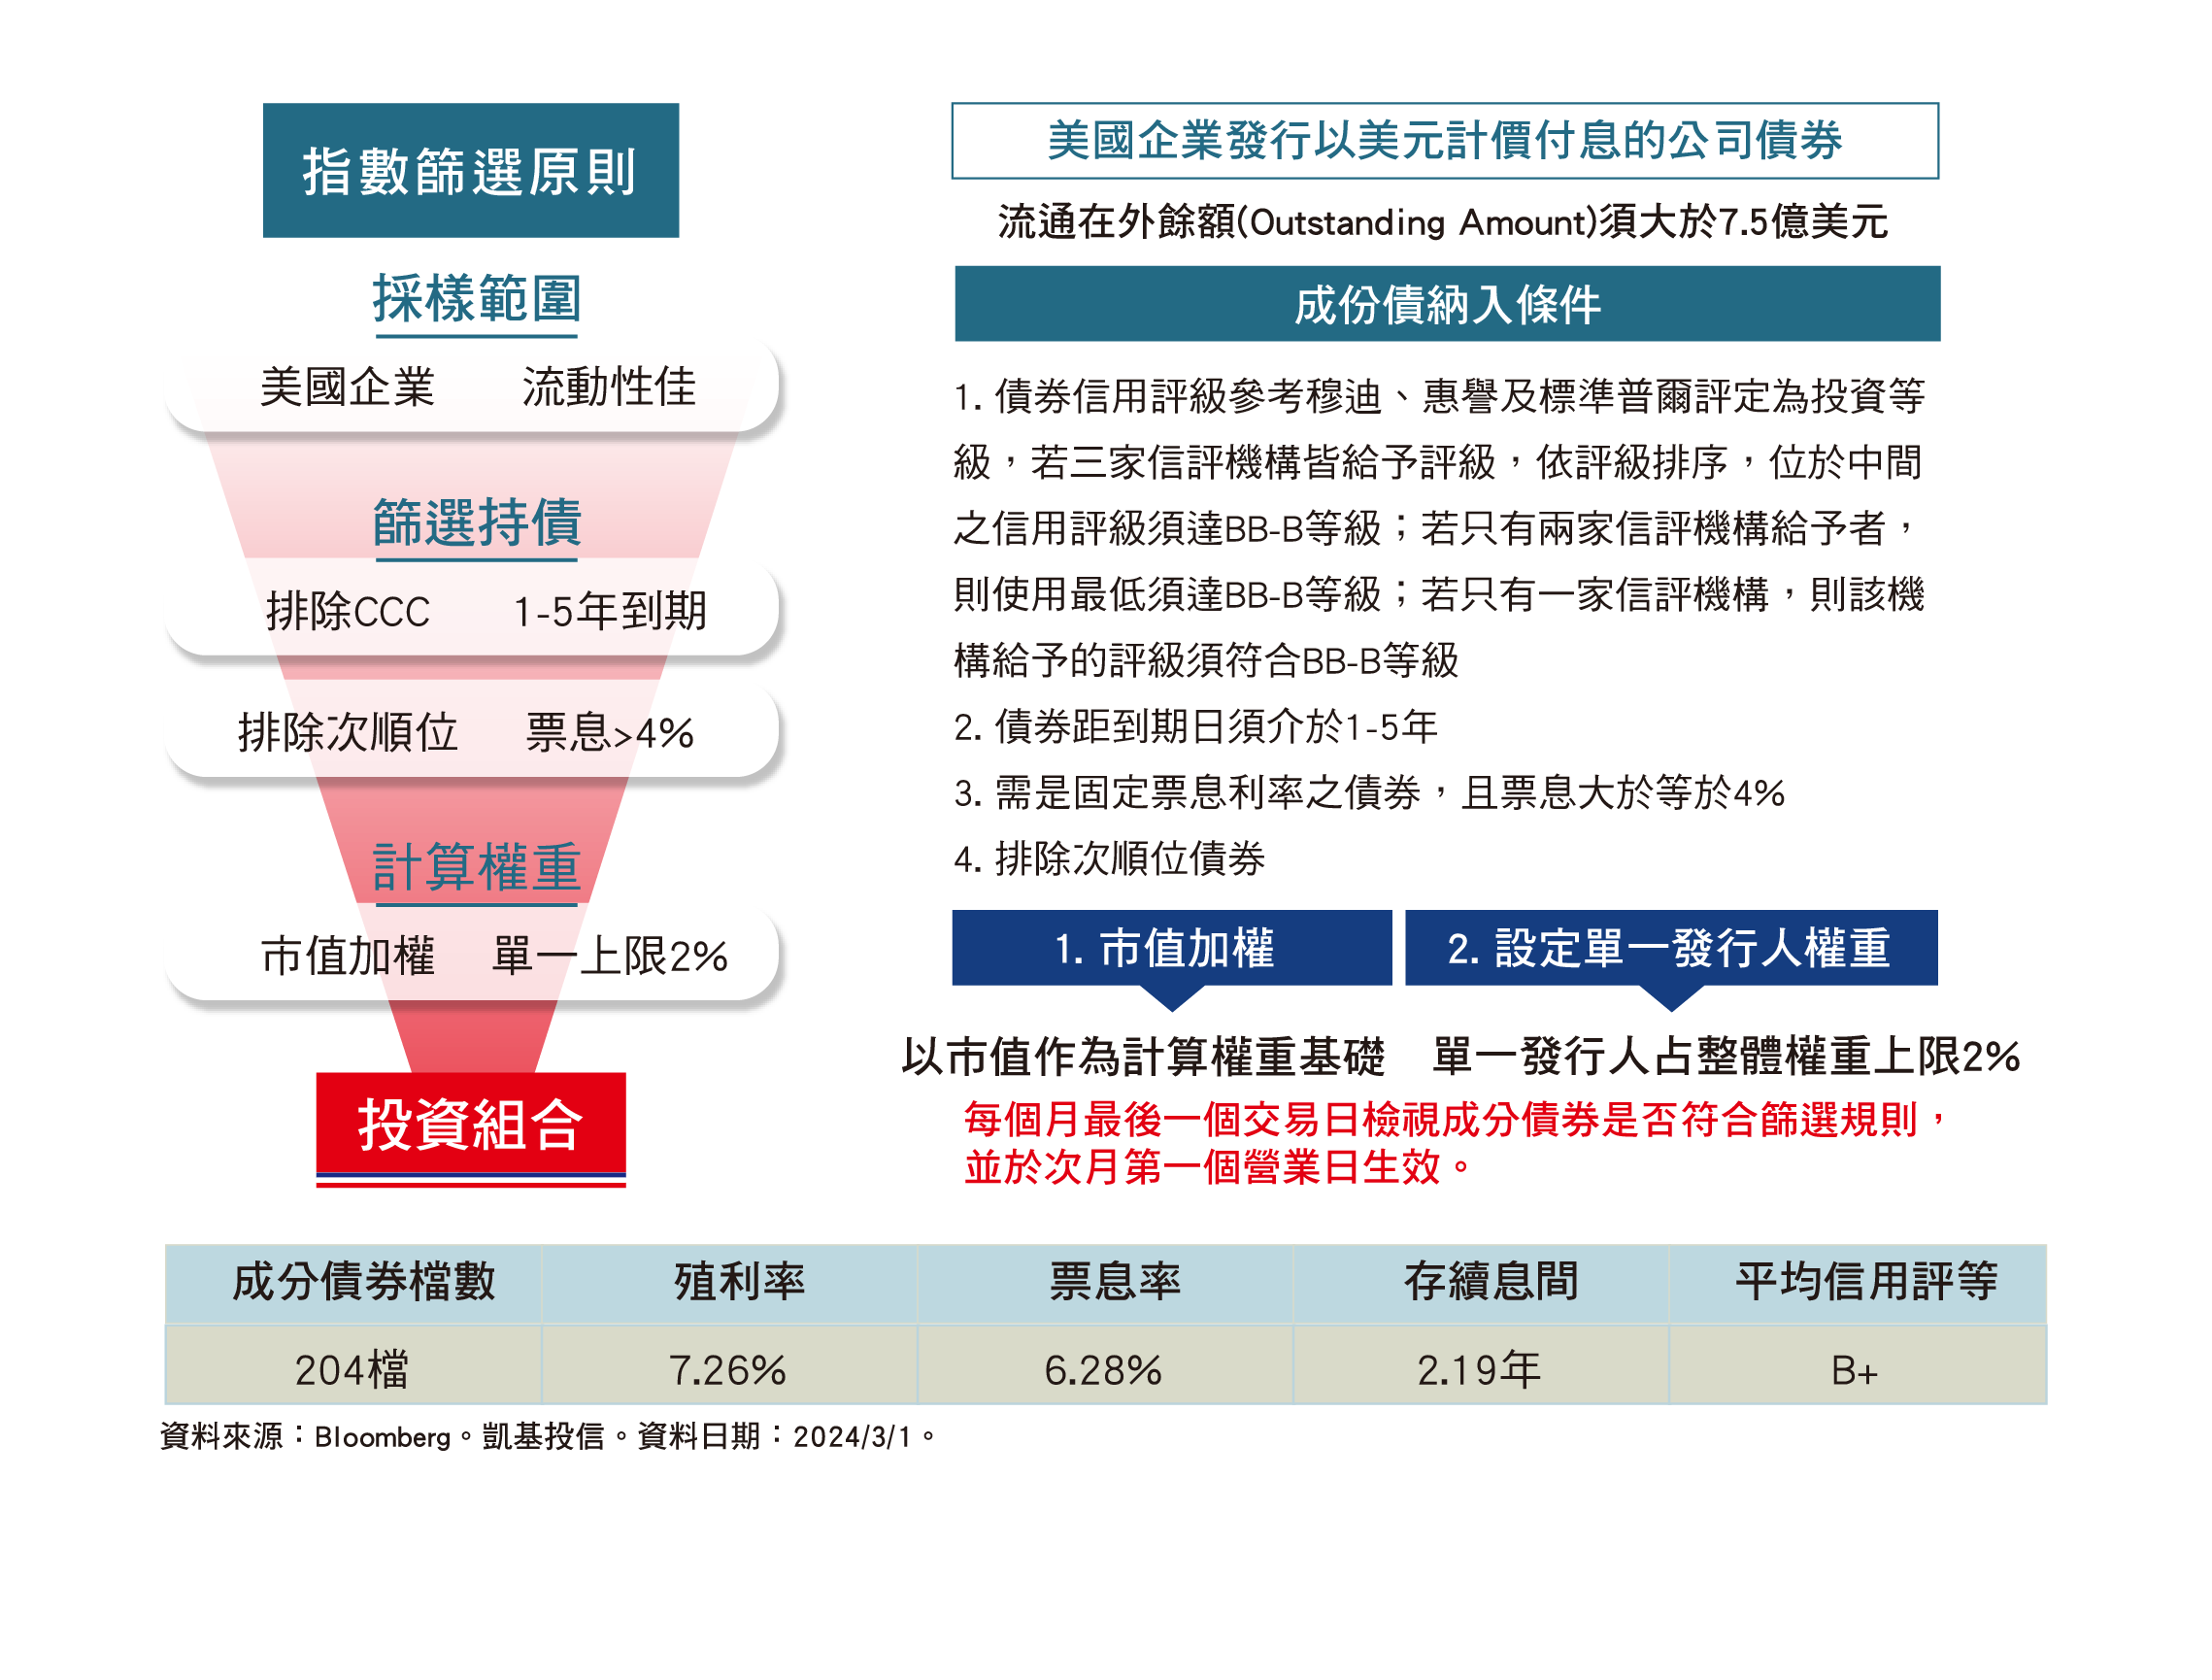 指數篩選原則
採樣範圍
美國企業 流動性佳
篩選持債
排除CCC 1-5年到期
排除次順位 票息>4%
計算權重
市值加權 單一上限2%
投資組合
美國企業發行以美元計價付息的公司債券
流通在外餘額(Outstanding Amount)須大於7.5億美元
成份債納入條件
1. 債券信用評級參考穆迪、惠譽及標準普爾評定為投資等
級，若三家信評機構皆給予評級，依評級排序，位於中間
之信用評級須達BB-B等級；若只有兩家信評機構給予者，
則使用最低須達BB-B等級；若只有一家信評機構，則該機
構給予的評級須符合BB-B等級
2. 債券距到期日須介於1-5年
3. 需是固定票息利率之債券，且票息大於等於4%
4. 排除次順位債券
1. 市值加權 2. 設定單一發行人權重
以市值作為計算權重基礎 單一發行人占整體權重上限2%
每個月最後一個交易日檢視成分債券是否符合篩選規則，
並於次月第一個營業日生效。
成分債券檔數 殖利率 票息率 存續息間 平均信用評等
204檔 7.26% 6.28% 2.19年 B+
資料來源：Bloomberg。凱基投信。資料日期：2024/3/1。